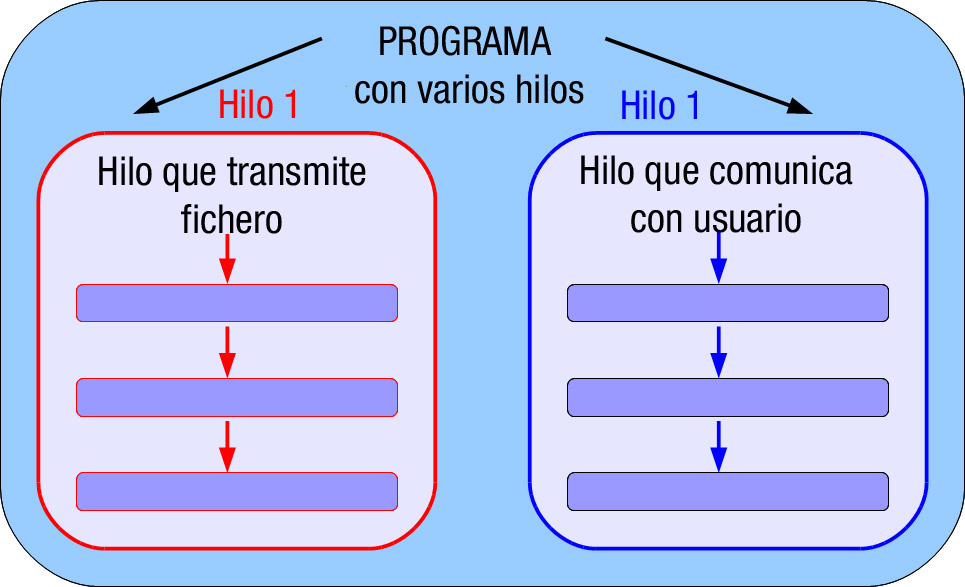 PROGRAMA
con varios hilos
Hilo 1
Hilo 1
Hilo que transmite
fichero
Hilo que comunica
con usuario